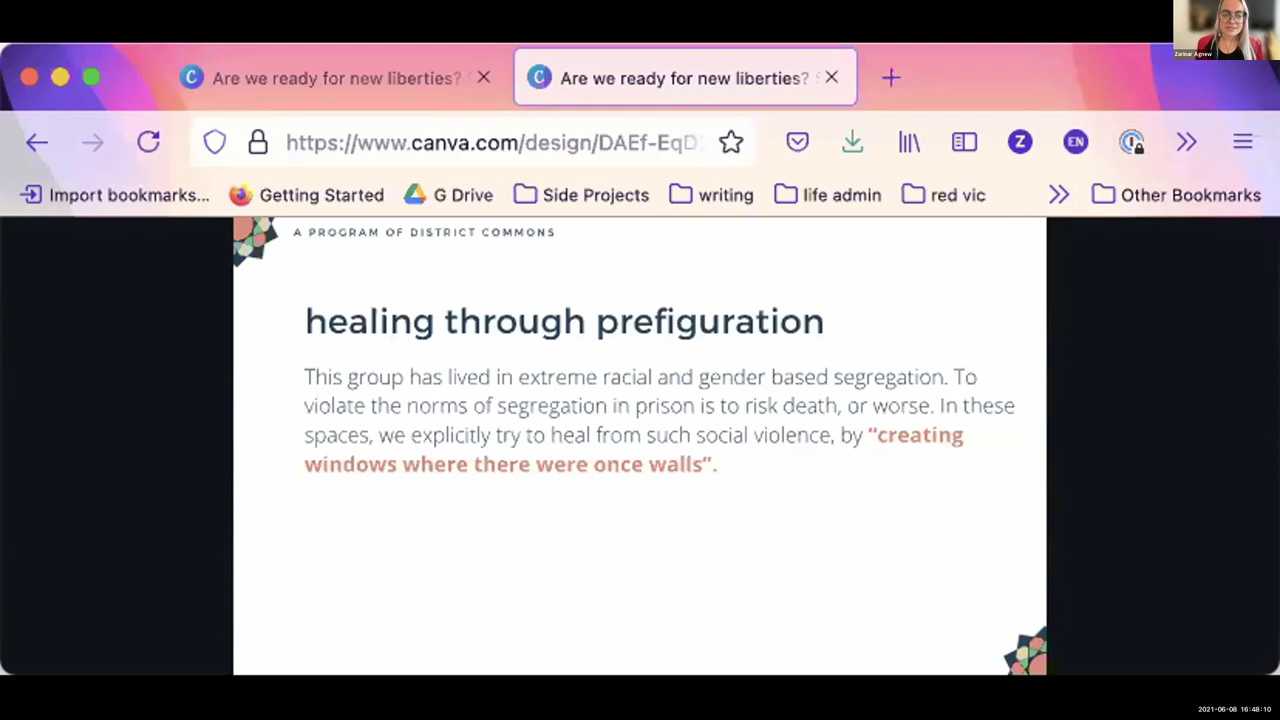 Zarinar Agnew
Are we ready for new liberties?
Are we ready for new liberties?
https://www.canva.com/design/DAEf-EqD
Z
EN
Import bookmarks...
Getting Started
G Drive
Side Projects
writing
life admin
red vic
Other Bookmarks
A PROGRAM OF DISTRICT COMMONS
healing through prefiguration
This group has lived in extreme racial and gender based segregation. To
violate the norms of segregation in prison is to risk death, or worse. In these
spaces, we explicitly try to heal from such social violence, by “creating
windows where there were once walls”.
2021-06-08 16:48:10